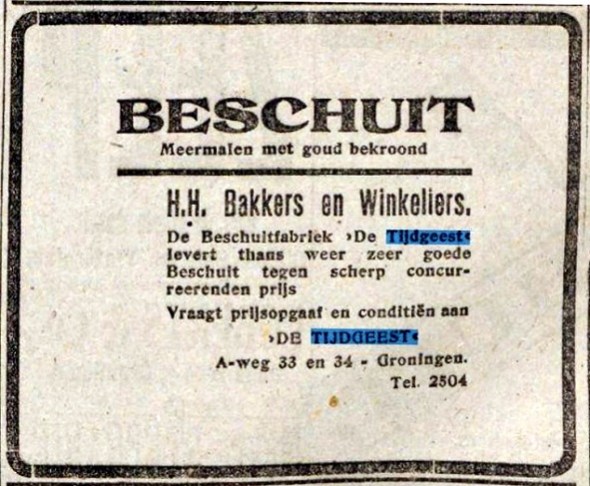 BESCHUIT
Meermalen met goud bekroond
H.H. Bakkers en Winkeliers.
De Beschuitfabriek ›De Tijdgeest‹
levert thans weer zeer goede
Beschuit tegen scherp concur-
reerenden prijs
Vraagt prijsopgaaf en conditiën aan
›DE TIJDGEEST‹
A-weg 33 en 34 - Groningen.
Tel. 2504